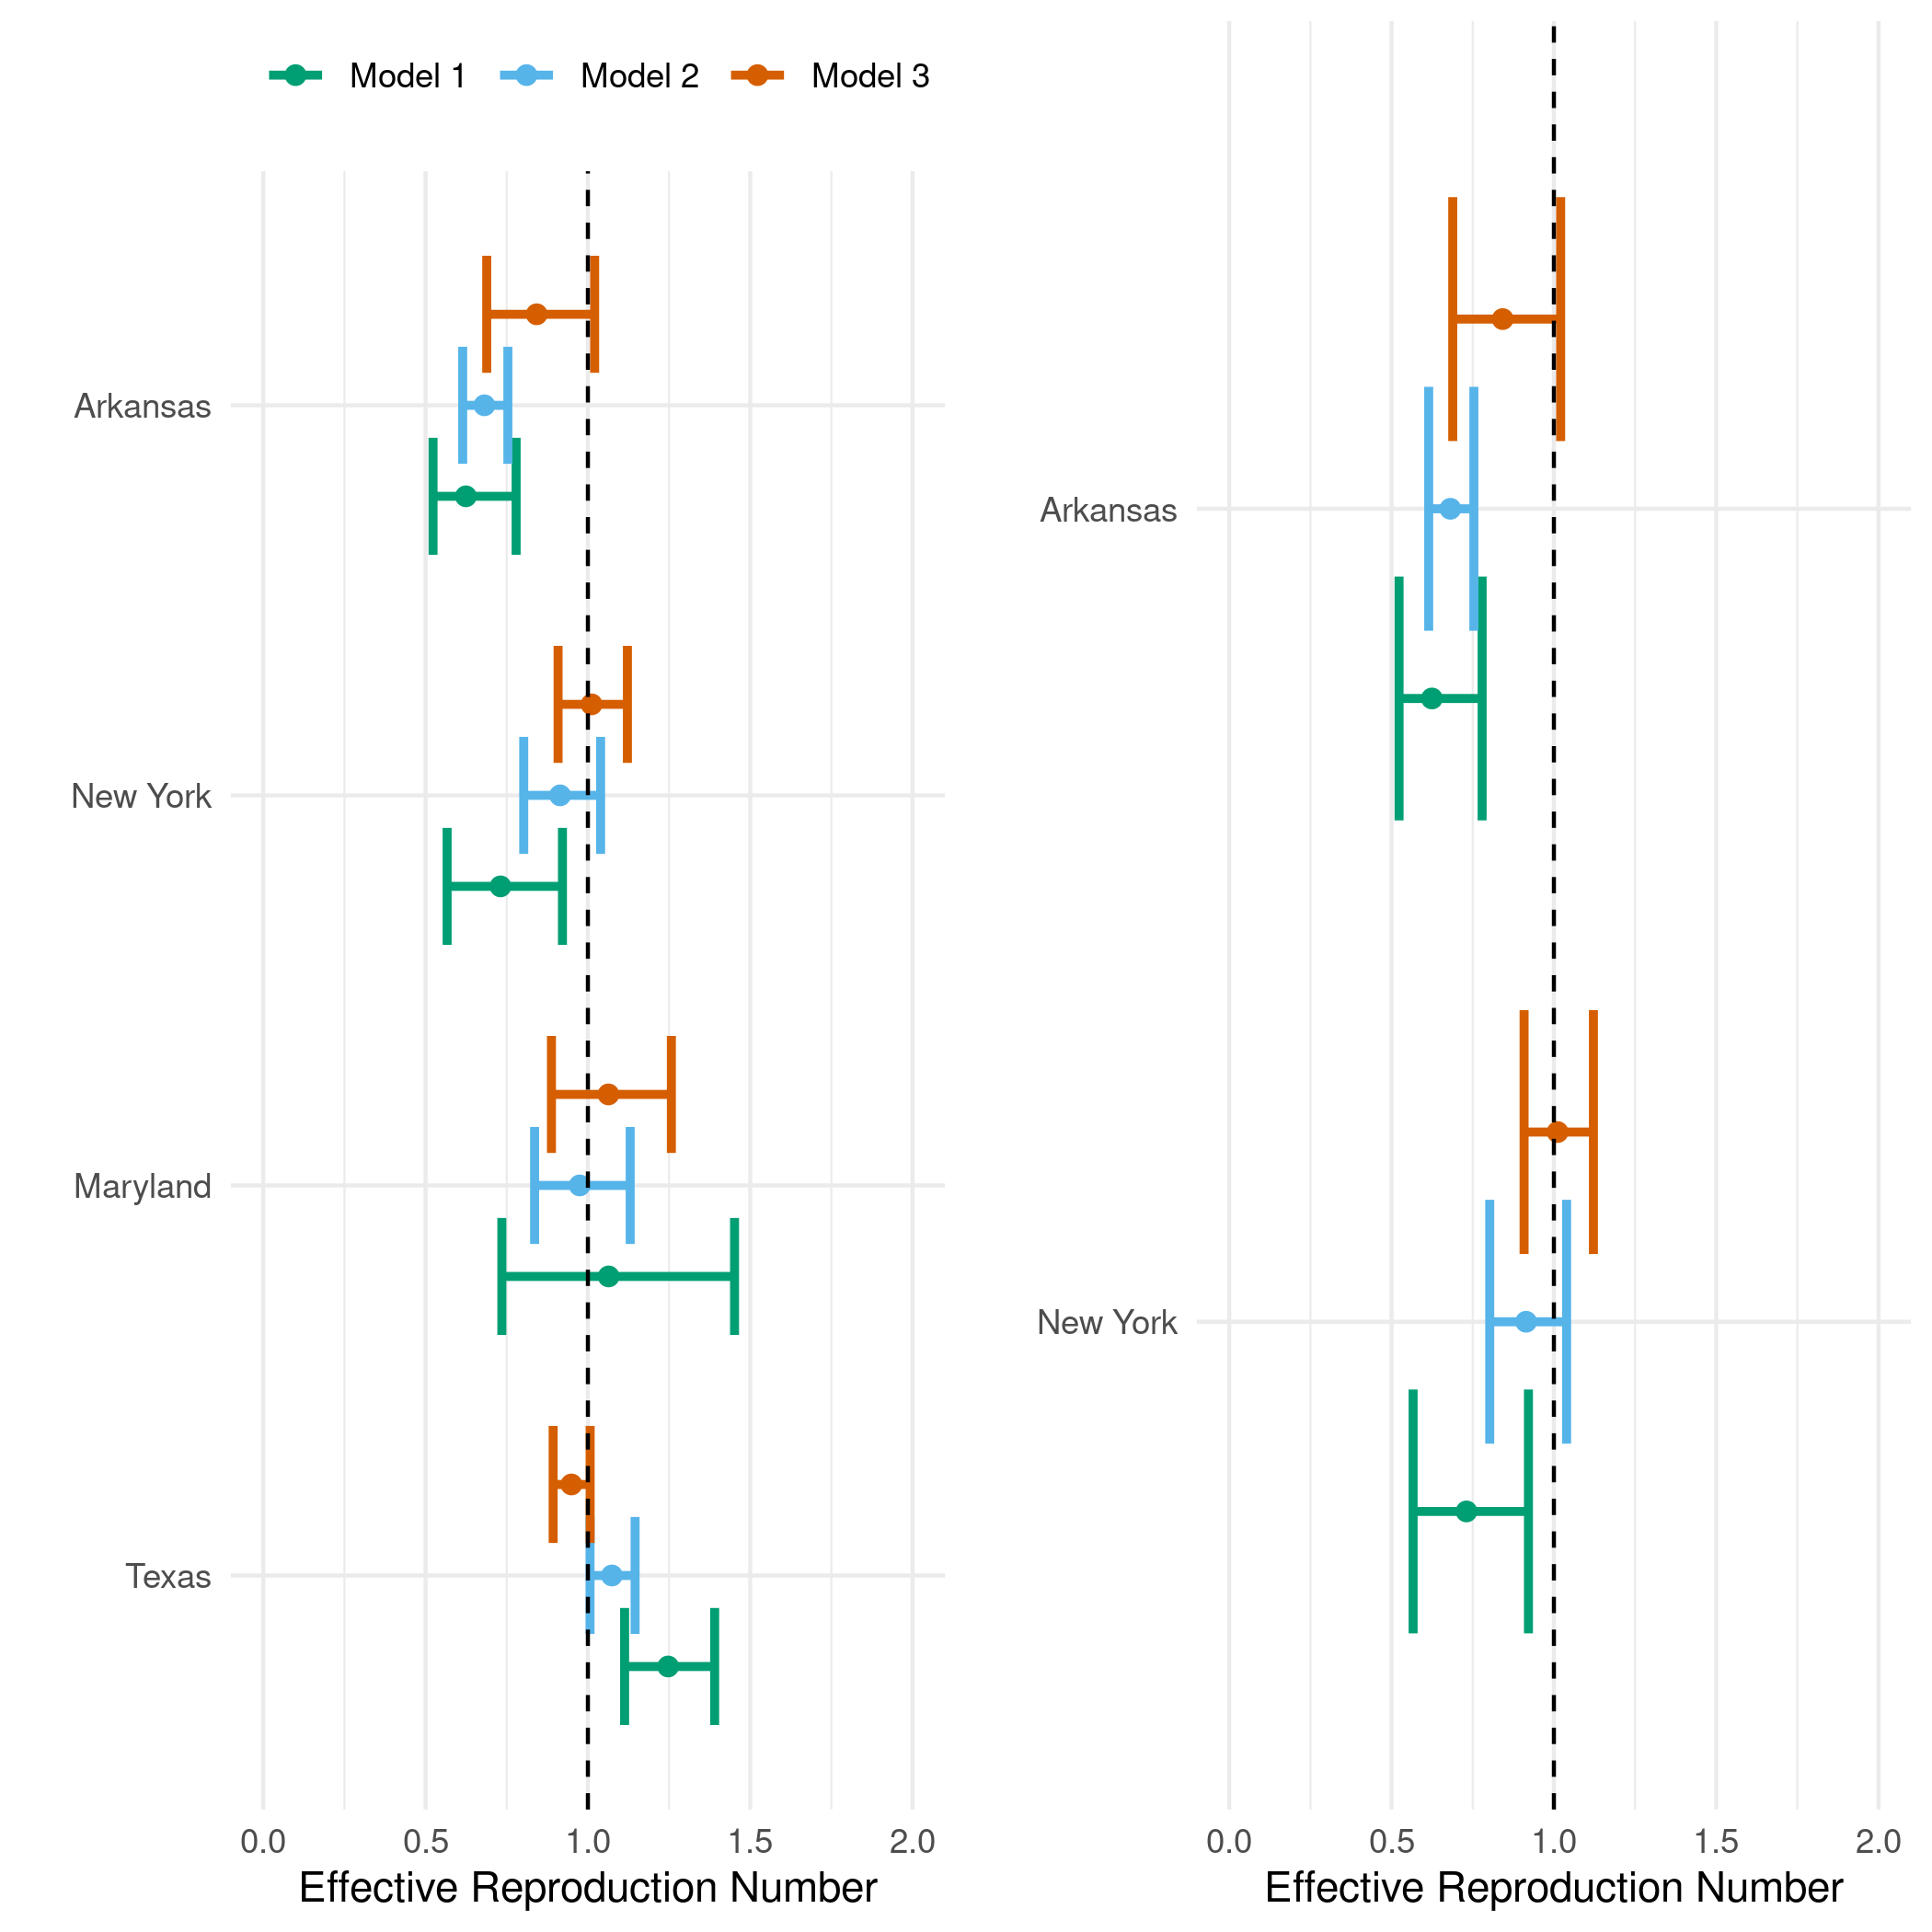 Model 1 Model 2 Model 3
Arkansas
New York
Maryland
Texas
0.0 0.5 1.0 1.5 2.0
Effective Reproduction Number
Arkansas
New York
0.0 0.5 1.0 1.5 2.0
Effective Reproduction Number